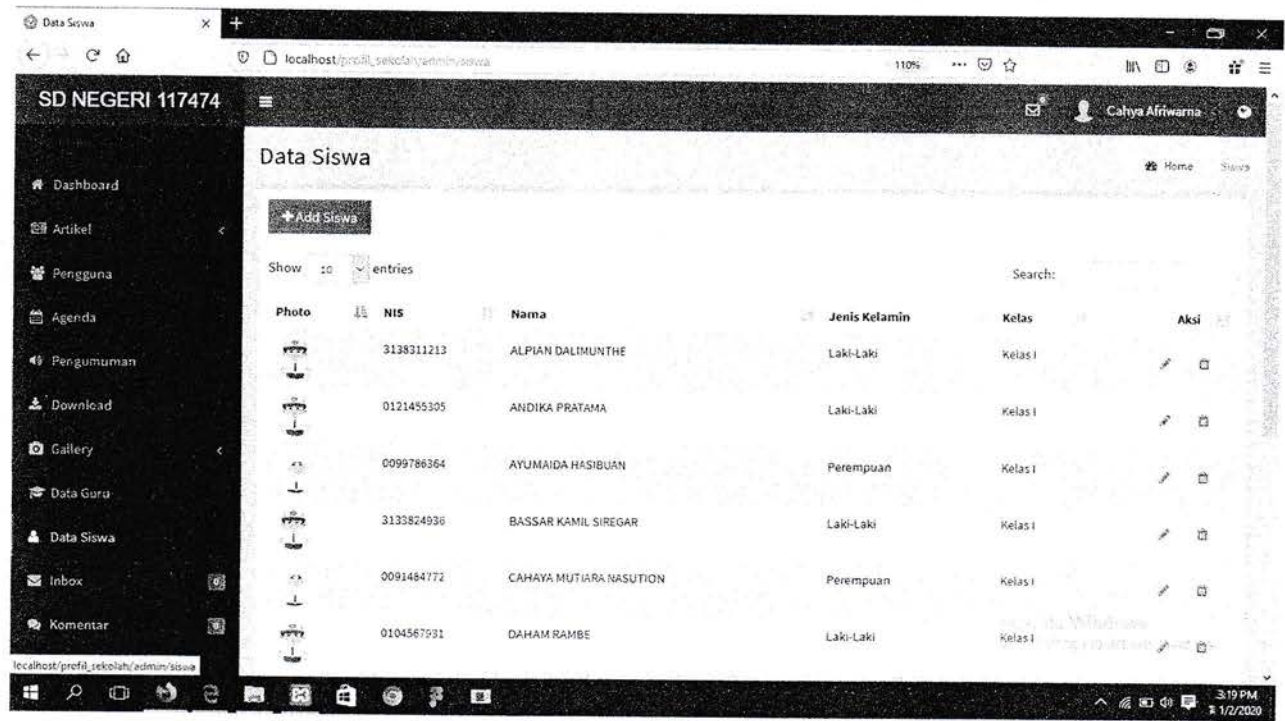 Data Siswa
localhost/profil_sekolah/admin/siswa
110%
SD NEGERI 117474
Cahya Afriwarna
Data Siswa
Home Siswa
Dashboard
+Add Siswa
Artikel
Show 10 entries
Search:
Pengguna
Photo NIS Nama Jenis Kelamin Kelas Aksi
Agenda
3138311213 ALPIAN DALIMUNTHE Laki-Laki Kelas I
Pengumuman
Download
0121455305 ANDIKA PRATAMA Laki-Laki Kelas I
Gallery
0099786364 AYUMAIDA HASIBUAN Perempuan Kelas I
Data Guru
3133824936 BASSAR KAMIL SIREGAR Laki-Laki Kelas I
Data Siswa
Inbox 0
0091484772 CAHAYA MUTIARA NASUTION Perempuan Kelas I
Komentar 0
0104567931 DAHAM RAMBE Laki-Laki Kelas I
localhost/profil_sekolah/admin/siswa
3:19 PM
1/2/2020